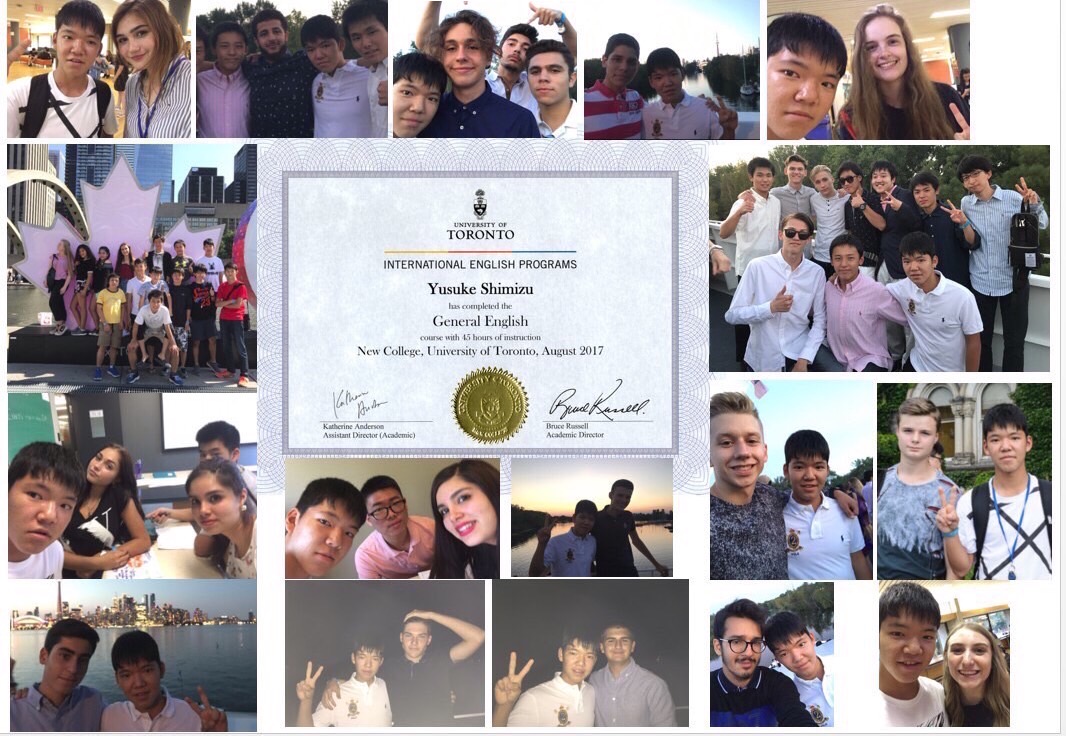 UNIVERSITY OF
TORONTO
INTERNATIONAL ENGLISH PROGRAMS
Yusuke Shimizu
has completed the
General English
course with 45 hours of instruction
New College, University of Toronto, August 2017
Katherine Anderson
Assistant Director (Academic)
Bruce Russell
Academic Director